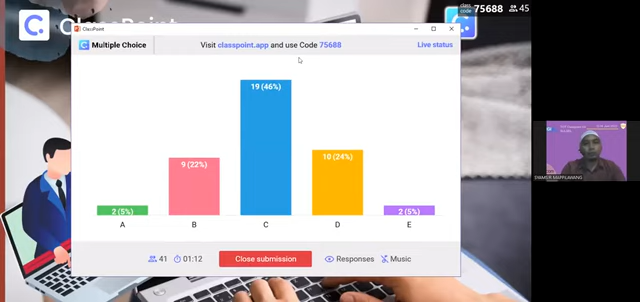 ClassPoint
class code 75688 45
ClassPoint
Multiple Choice
Visit classpoint.app and use Code 75688
Live status
2 (5%)
9 (22%)
19 (46%)
10 (24%)
2 (5%)
A B C D E
41 01:12 Close submission Responses Music